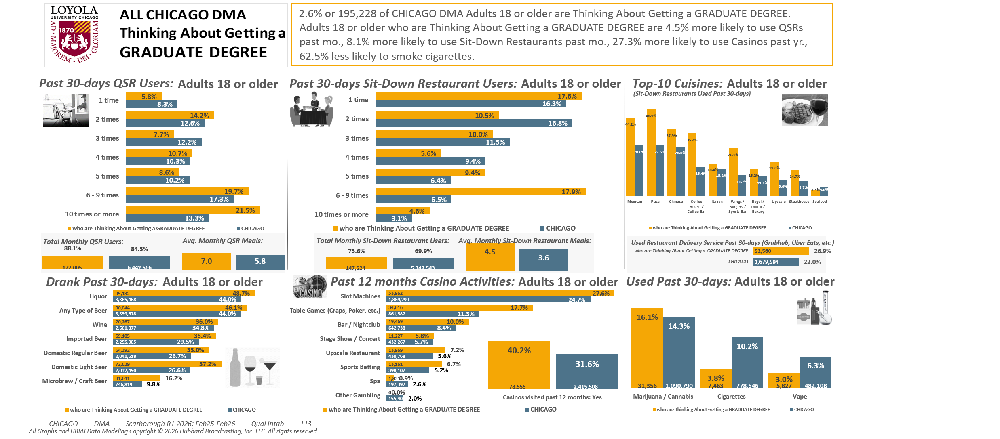 LOYOLA
UNIVERSITY CHICAGO
AD • MAJOREM • DEI • GLORIAM
1870
ALL CHICAGO DMA
Thinking About Getting a
GRADUATE DEGREE
2.6% or 195,228 of CHICAGO DMA Adults 18 or older are Thinking About Getting a GRADUATE DEGREE.
Adults 18 or older who are Thinking About Getting a GRADUATE DEGREE are 4.5% more likely to use QSRs
past mo., 8.1% more likely to use Sit-Down Restaurants past mo., 27.3% more likely to use Casinos past yr.,
62.5% less likely to smoke cigarettes.
Past 30-days QSR Users: Adults 18 or older
1 time
5.8%
8.3%
2 times
14.2%
12.6%
3 times
7.7%
12.2%
4 times
10.7%
10.3%
5 times
8.6%
10.2%
6 - 9 times
19.7%
17.3%
10 times or more
21.5%
13.3%
who are Thinking About Getting a GRADUATE DEGREE
CHICAGO
Total Monthly QSR Users:
88.1%
84.3%
172,005
6,442,566
Avg. Monthly QSR Meals:
7.0
5.8
Past 30-days Sit-Down Restaurant Users: Adults 18 or older
1 time
17.6%
16.3%
2 times
10.5%
16.8%
3 times
10.0%
11.5%
4 times
5.6%
9.4%
5 times
9.4%
6.4%
6 - 9 times
17.9%
6.5%
10 times or more
4.6%
3.1%
who are Thinking About Getting a GRADUATE DEGREE
CHICAGO
Total Monthly Sit-Down Restaurant Users:
75.6%
69.9%
147,524
5,342,543
Avg. Monthly Sit-Down Restaurant Meals:
4.5
3.6
Top-10 Cuisines: Adults 18 or older
(Sit-Down Restaurants Used Past 30-days)
44.2%
28.6%
48.9%
28.5%
37.9%
28.0%
35.4%
16.4%
18.4%
15.2%
26.9%
11.7%
15.2%
11.1%
19.6%
9.0%
14.7%
8.7%
3.3%
5.0%
Mexican
Pizza
Chinese
Coffee House / Coffee Bar
Italian
Wings / Burgers / Sports Bar
Bagel / Donut / Bakery
Upscale
Steakhouse
Seafood
who are Thinking About Getting a GRADUATE DEGREE
CHICAGO
Used Restaurant Delivery Service Past 30-days (Grubhub, Uber Eats, etc.)
who are Thinking About Getting a GRADUATE DEGREE
52,560
26.9%
CHICAGO
1,679,594
22.0%
Drank Past 30-days: Adults 18 or older
Liquor
95,132
48.7%
3,365,468
44.0%
Any Type of Beer
90,044
46.1%
3,359,678
44.0%
Wine
70,267
36.0%
2,661,877
34.8%
Imported Beer
69,105
35.4%
2,255,305
29.5%
Domestic Regular Beer
64,392
33.0%
2,041,618
26.7%
Domestic Light Beer
72,629
37.2%
2,032,490
26.6%
Microbrew / Craft Beer
31,641
16.2%
746,819
9.8%
who are Thinking About Getting a GRADUATE DEGREE
CHICAGO
CASINO
Past 12 months Casino Activities: Adults 18 or older
Slot Machines
53,962
27.6%
1,889,299
24.7%
Table Games (Craps, Poker, etc.)
34,616
17.7%
861,587
11.3%
Bar / Nightclub
19,469
10.0%
642,738
8.4%
Stage Show / Concert
11,227
5.8%
432,267
5.7%
Upscale Restaurant
13,969
7.2%
430,768
5.6%
Sports Betting
13,161
6.7%
398,107
5.2%
Spa
1,835
0.9%
197,392
2.6%
Other Gambling
0
0.0%
155,40
2.0%
40.2%
78,555
31.6%
2,415,508
Casinos visited past 12 months: Yes
who are Thinking About Getting a GRADUATE DEGREE
CHICAGO
Used Past 30-days: Adults 18 or older
CIGARETTES
16.1%
31,356
14.3%
1,090,790
3.8%
7,463
10.2%
778,546
3.0%
5,827
6.3%
482,108
Marijuana / Cannabis
Cigarettes
Vape
who are Thinking About Getting a GRADUATE DEGREE
CHICAGO
CHICAGO DMA Scarborough R1 2026: Feb25-Feb26 Qual Intab 113
All Graphs and HBIAI Data Modeling Copyright © 2026 Hubbard Broadcasting, Inc. LLC. All rights reserved.